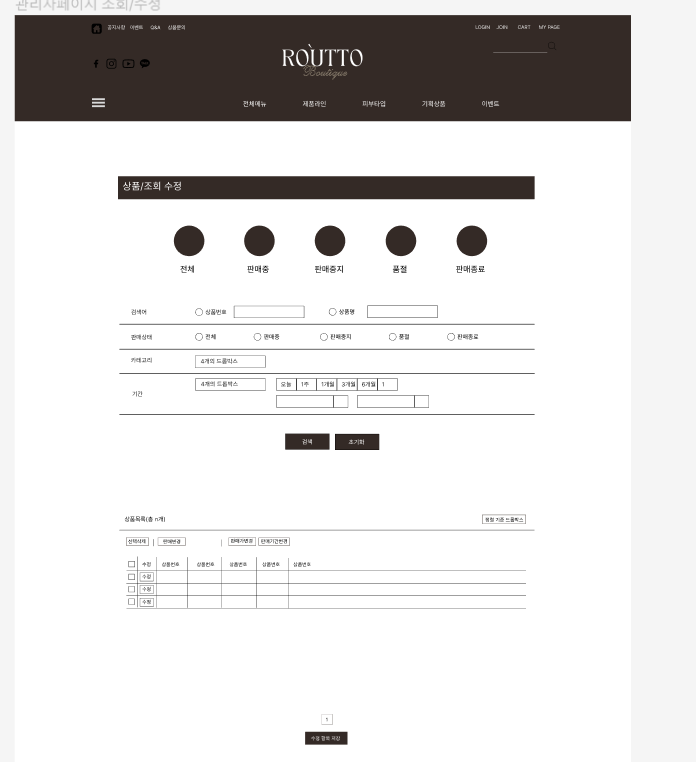 관리자페이지 조회/수정
공지사항 이벤트 Q&A 상품문의
LOGIN JOIN CART MY PAGE
ROÙTTO
Boutique
전체메뉴 제품라인 피부타입 기획상품 이벤트
상품/조회 수정
전체 판매중 판매중지 품절 판매종료
검색어 상품번호 상품명
판매상태 전체 판매중 판매중지 품절 판매종료
카테고리 4개의 드롭박스
기간 4개의 드롭박스 오늘 1주 1개월 3개월 6개월 1
검색 초기화
상품목록(총 n개)
정렬 기준 드롭박스
선택삭제 | 판매변경 | 판매가변경 판매기간변경
수정 상품번호 상품번호 상품번호 상품번호 상품번호
수정
수정
수정
1
수정 항목 저장